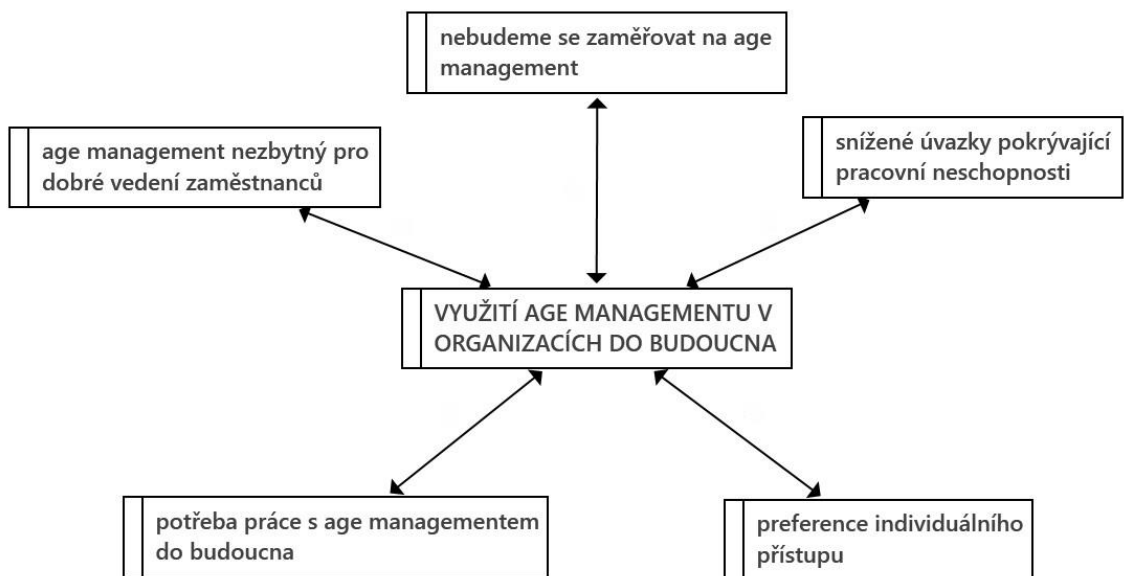 nebudeme se zaměřovat na age
management
age management nezbytný pro
dobré vedení zaměstnanců
snížené úvazky pokrývající
pracovní neschopnosti
VYUŽITÍ AGE MANAGEMENTU V
ORGANIZACÍCH DO BUDOUCNA
potřeba práce s age managementem
do budoucna
preference individuálního
přístupu